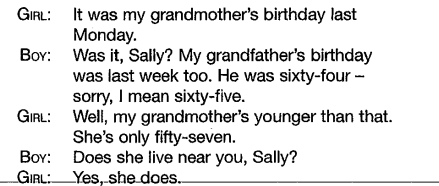 GIRL: It was my grandmother's birthday last
Monday.
BOY: Was it, Sally? My grandfather's birthday
was last week too. He was sixty-four –
sorry, I mean sixty-five.
GIRL: Well, my grandmother's younger than that.
She's only fifty-seven.
BOY: Does she live near you, Sally?
GIRL: Yes, she does.